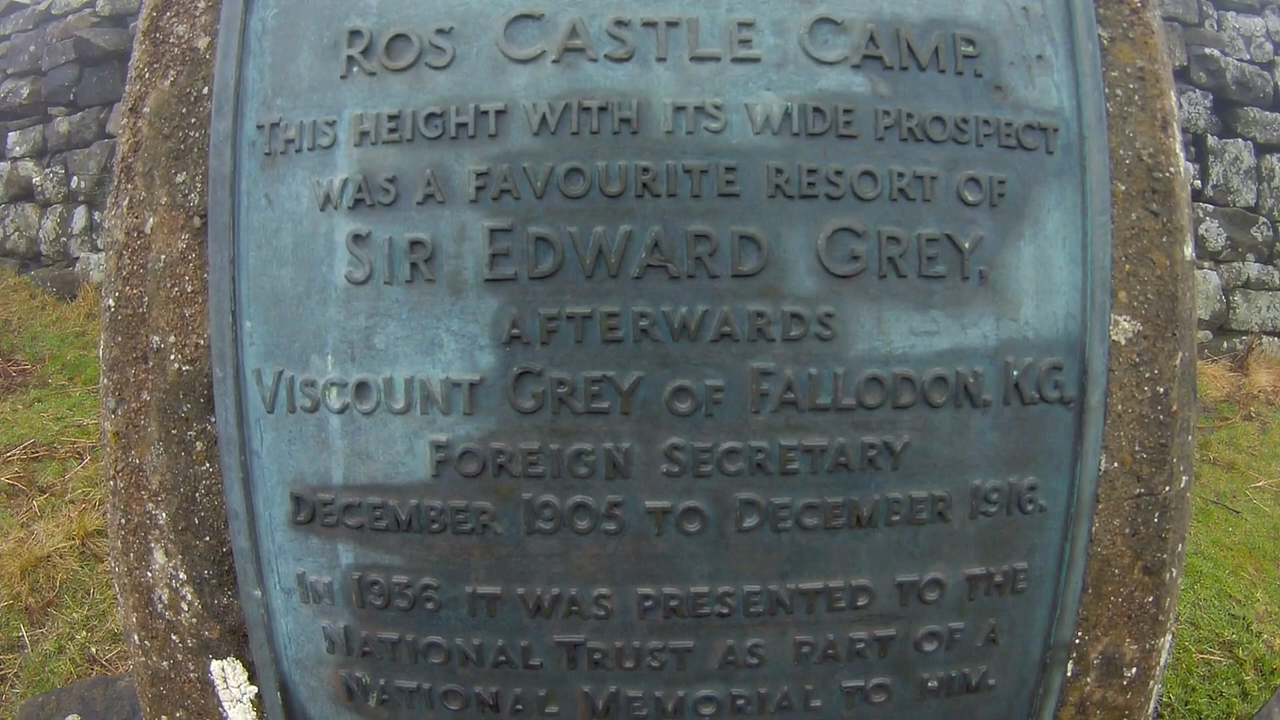 ROS CASTLE CAMP.
THIS HEIGHT WITH ITS WIDE PROSPECT
WAS A FAVOURITE RESORT OF
SIR EDWARD GREY,
AFTERWARDS
VISCOUNT GREY OF FALLODON, K.G.,
FOREIGN SECRETARY
DECEMBER 1905 TO DECEMBER 1916.
IN 1936 IT WAS PRESENTED TO THE
NATIONAL TRUST AS PART OF A
NATIONAL MEMORIAL TO HIM.